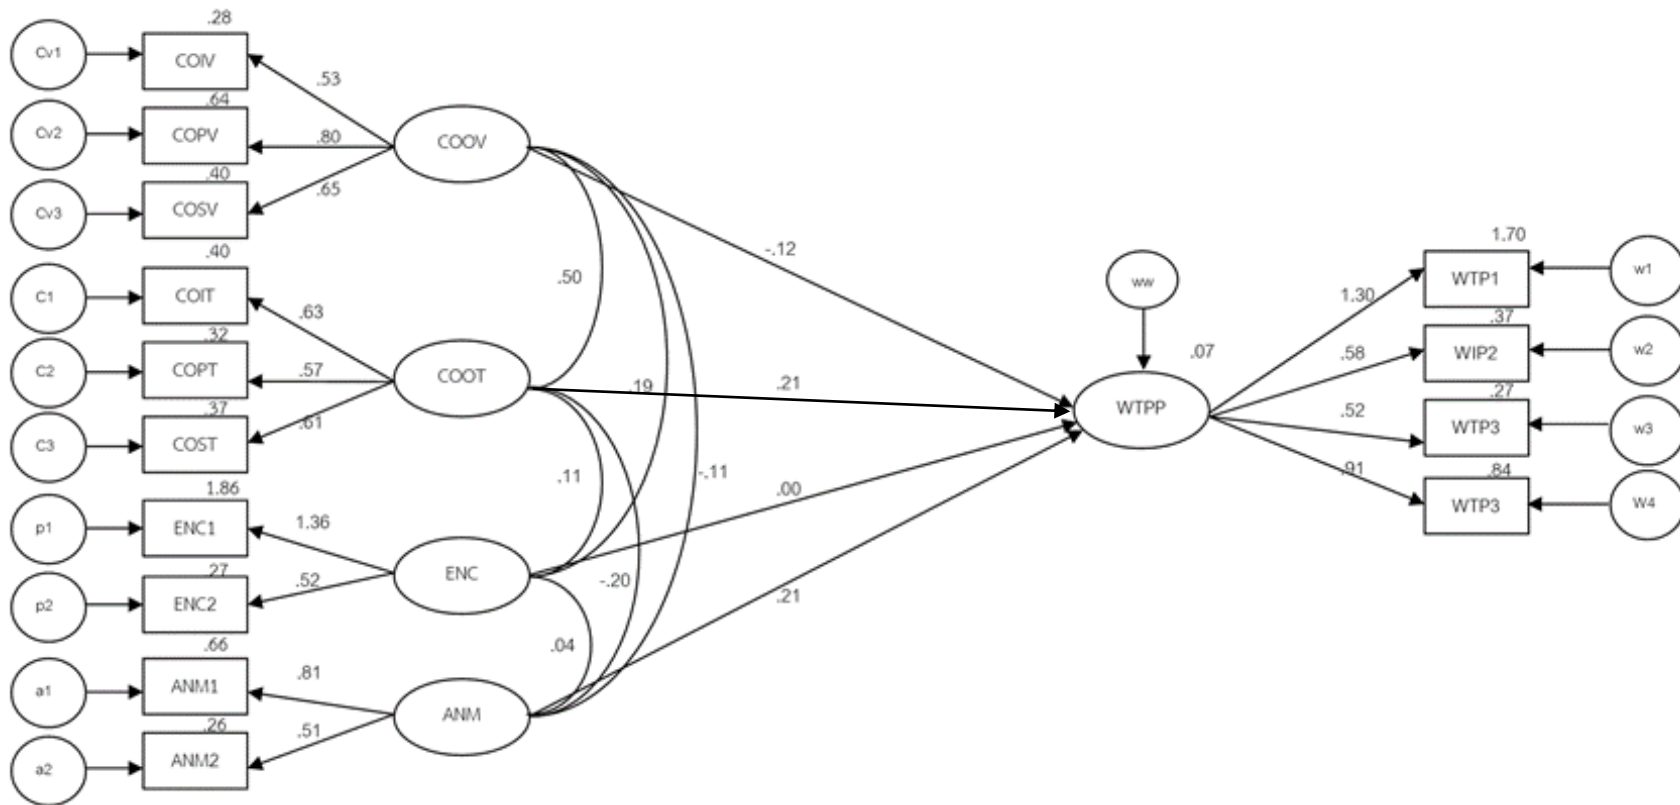 .28
Cv1
COIV
.53
.64
Cv2
COPV
.80
.40
Cv3
COSV
.65
COOV
.40
C1
COIT
.63
.32
C2
COPT
.57
.37
C3
COST
.61
COOT
1.86
p1
ENC1
1.36
.27
p2
ENC2
.52
ENC
.66
a1
ANM1
.81
.26
a2
ANM2
.51
ANM
.50
.19
.11
-.11
-.20
.04
-.12
.21
.00
.21
ww
.07
WTPP
1.70
1.30
WTP1
w1
.37
.58
WIP2
w2
.27
.52
WTP3
w3
.84
.91
WTP3
W4